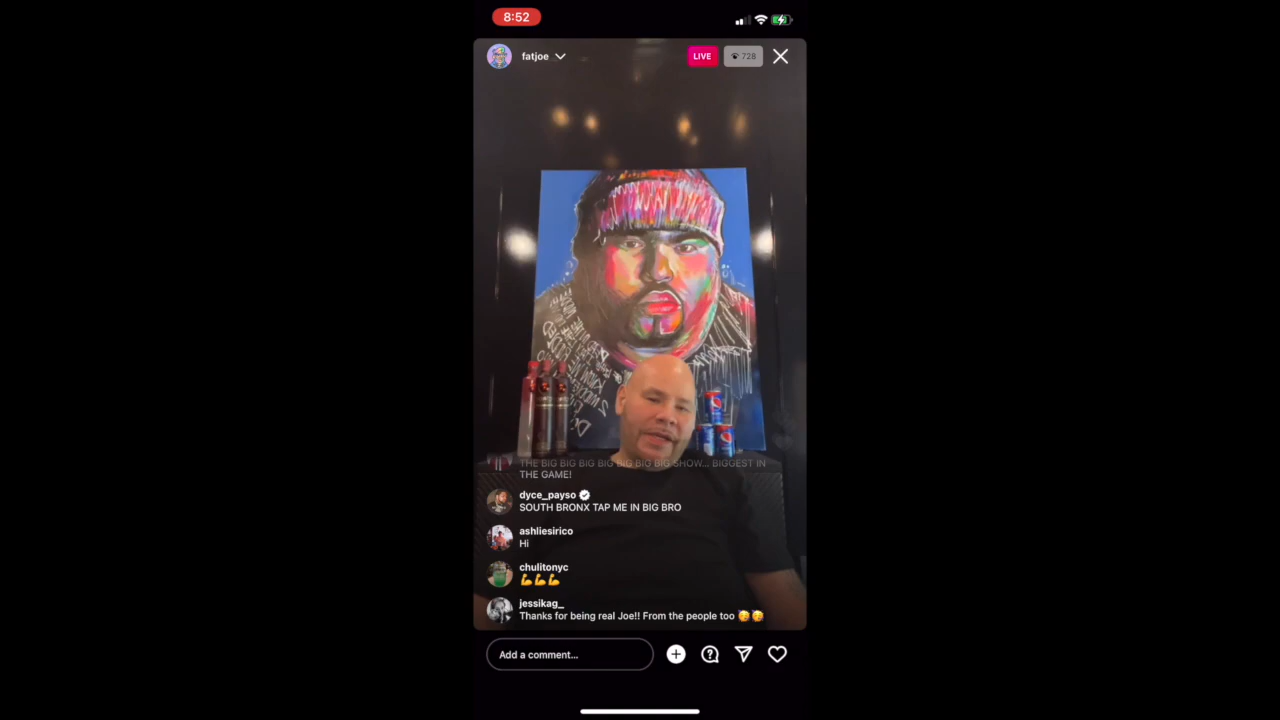 8:52
fatjoe
LIVE
728
THE BIG BIG BIG BIG BIG BIG BIG SHOW... BIGGEST IN
THE GAME!
dyce_payso
SOUTH BRONX TAP ME IN BIG BRO
ashliesirico
Hi
chulitonyc
💪💪💪
jessikag_
Thanks for being real Joe!! From the people too 🥳🥳
Add a comment...